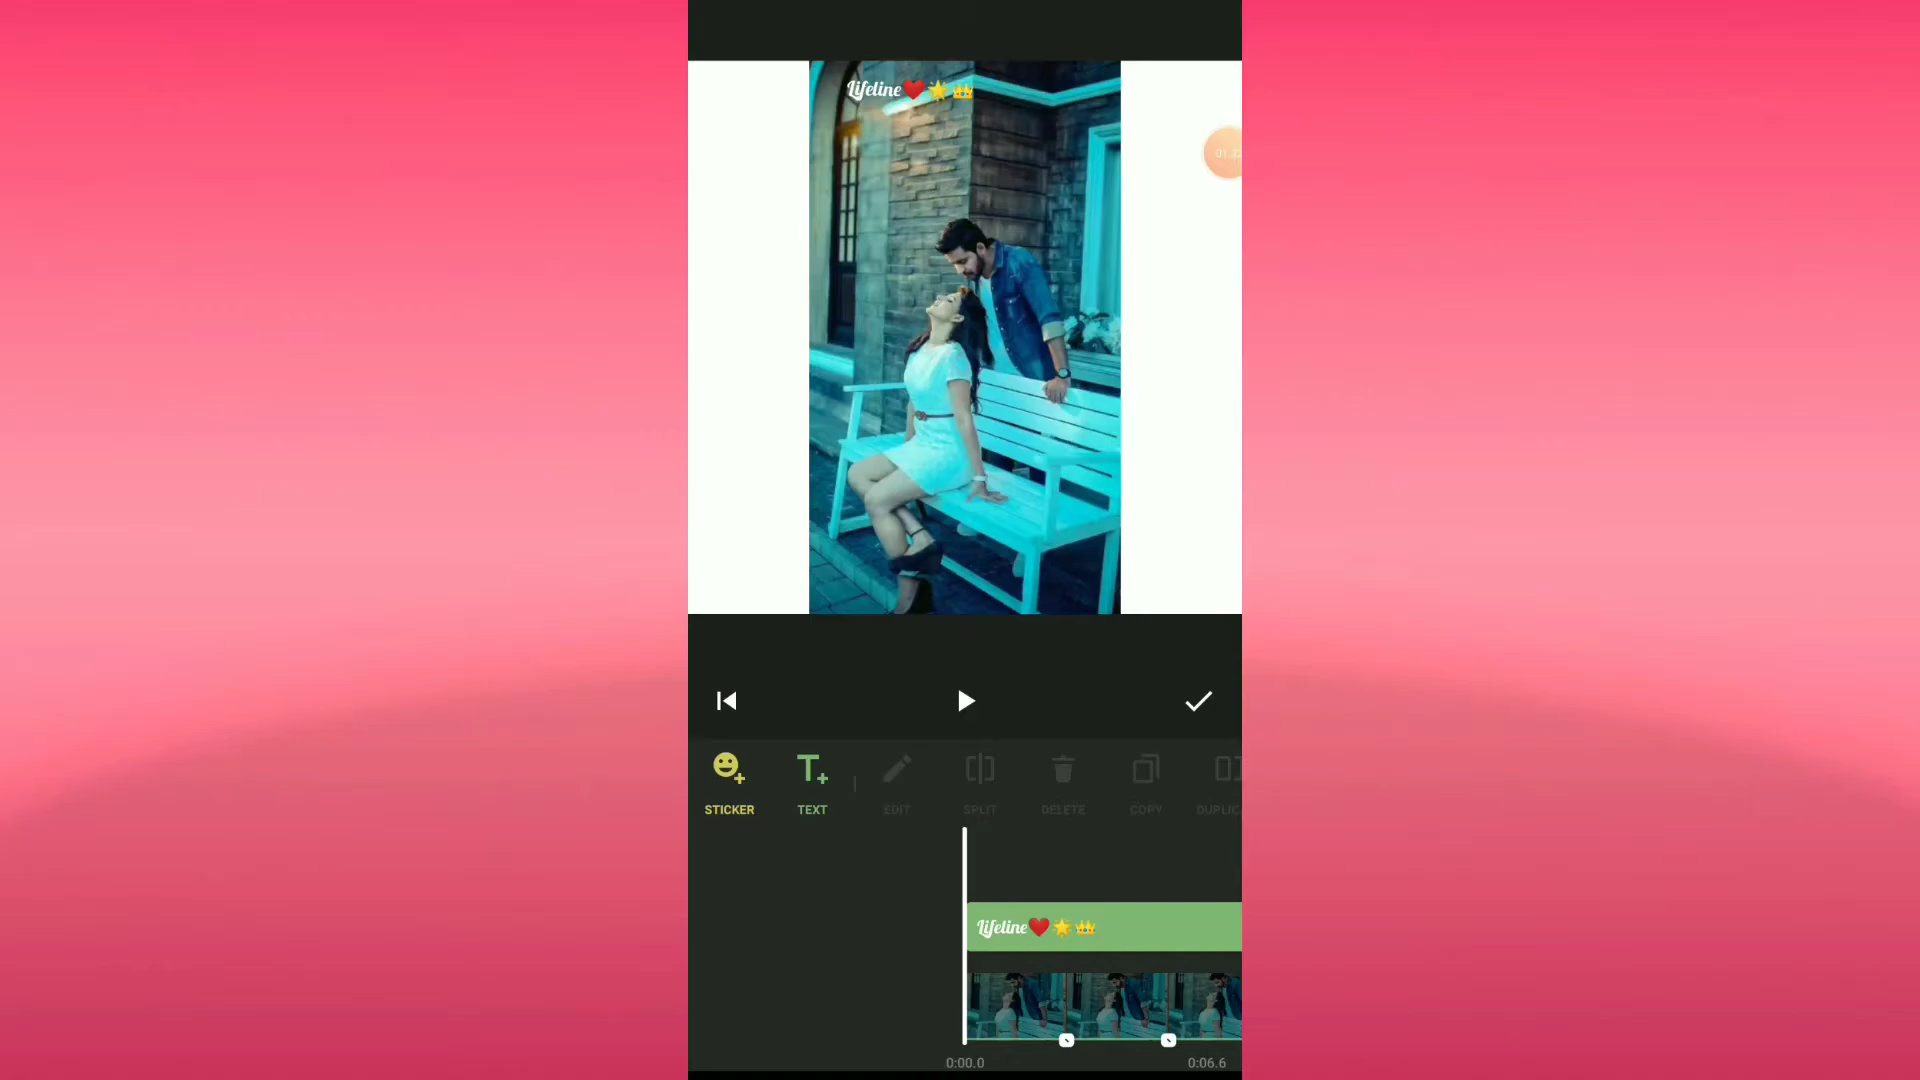 Lifeline❤️🌟👑
STICKER
TEXT
EDIT
SPLIT
DELETE
COPY
Lifeline❤️🌟👑
0:00.0
0:06.6